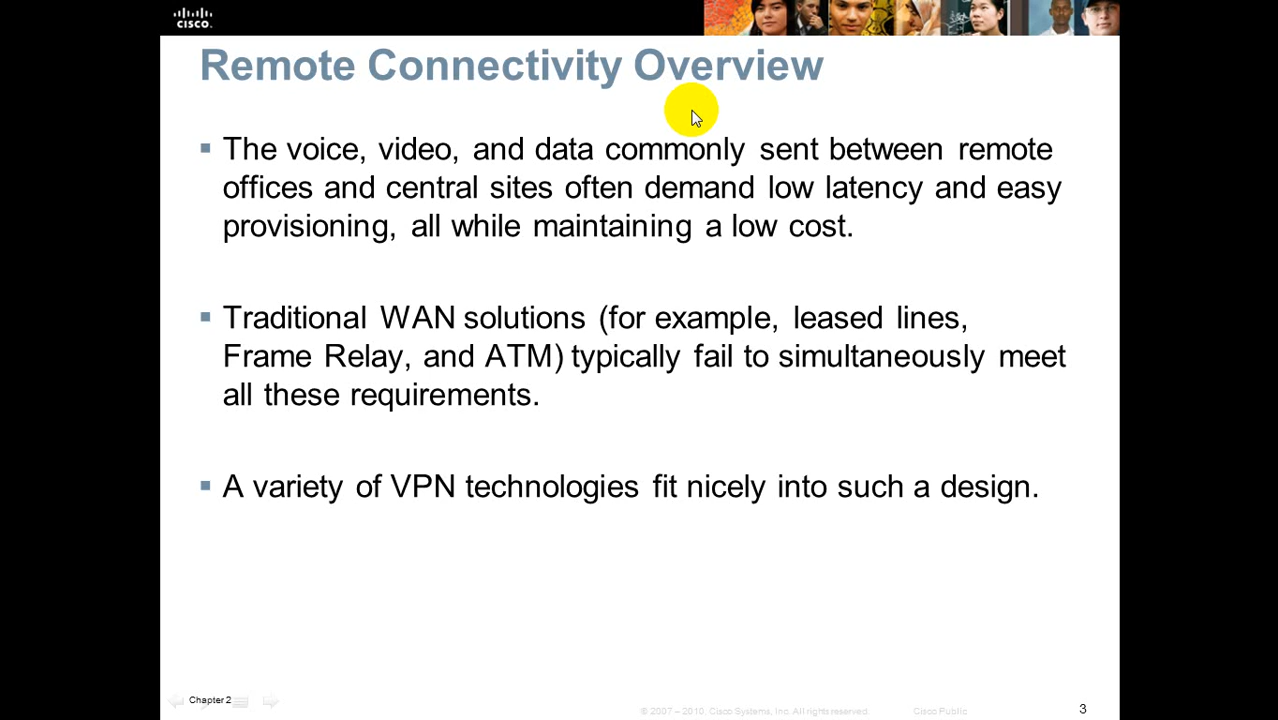 CISCO
Remote Connectivity Overview
▪ The voice, video, and data commonly sent between remote
offices and central sites often demand low latency and easy
provisioning, all while maintaining a low cost.
▪ Traditional WAN solutions (for example, leased lines,
Frame Relay, and ATM) typically fail to simultaneously meet
all these requirements.
▪ A variety of VPN technologies fit nicely into such a design.
Chapter 2
© 2007 – 2010, Cisco Systems, Inc. All rights reserved.
Cisco Public
3